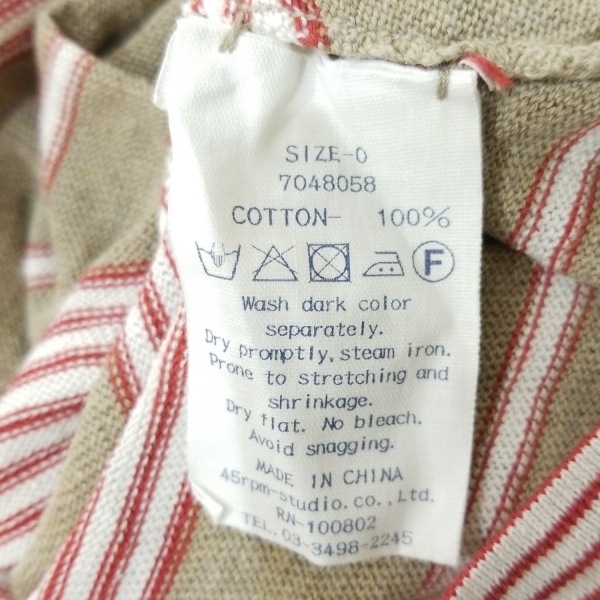 SIZE-0
7048058
COTTON- 100%
F
Wash dark color
separately.
Dry promptly, steam iron.
Prone to stretching and
shrinkage.
Dry flat. No bleach.
Avoid snagging.
MADE IN CHINA
45rpm-studio.co.,Ltd.
RN-100802
TEL. 03-3498-2245